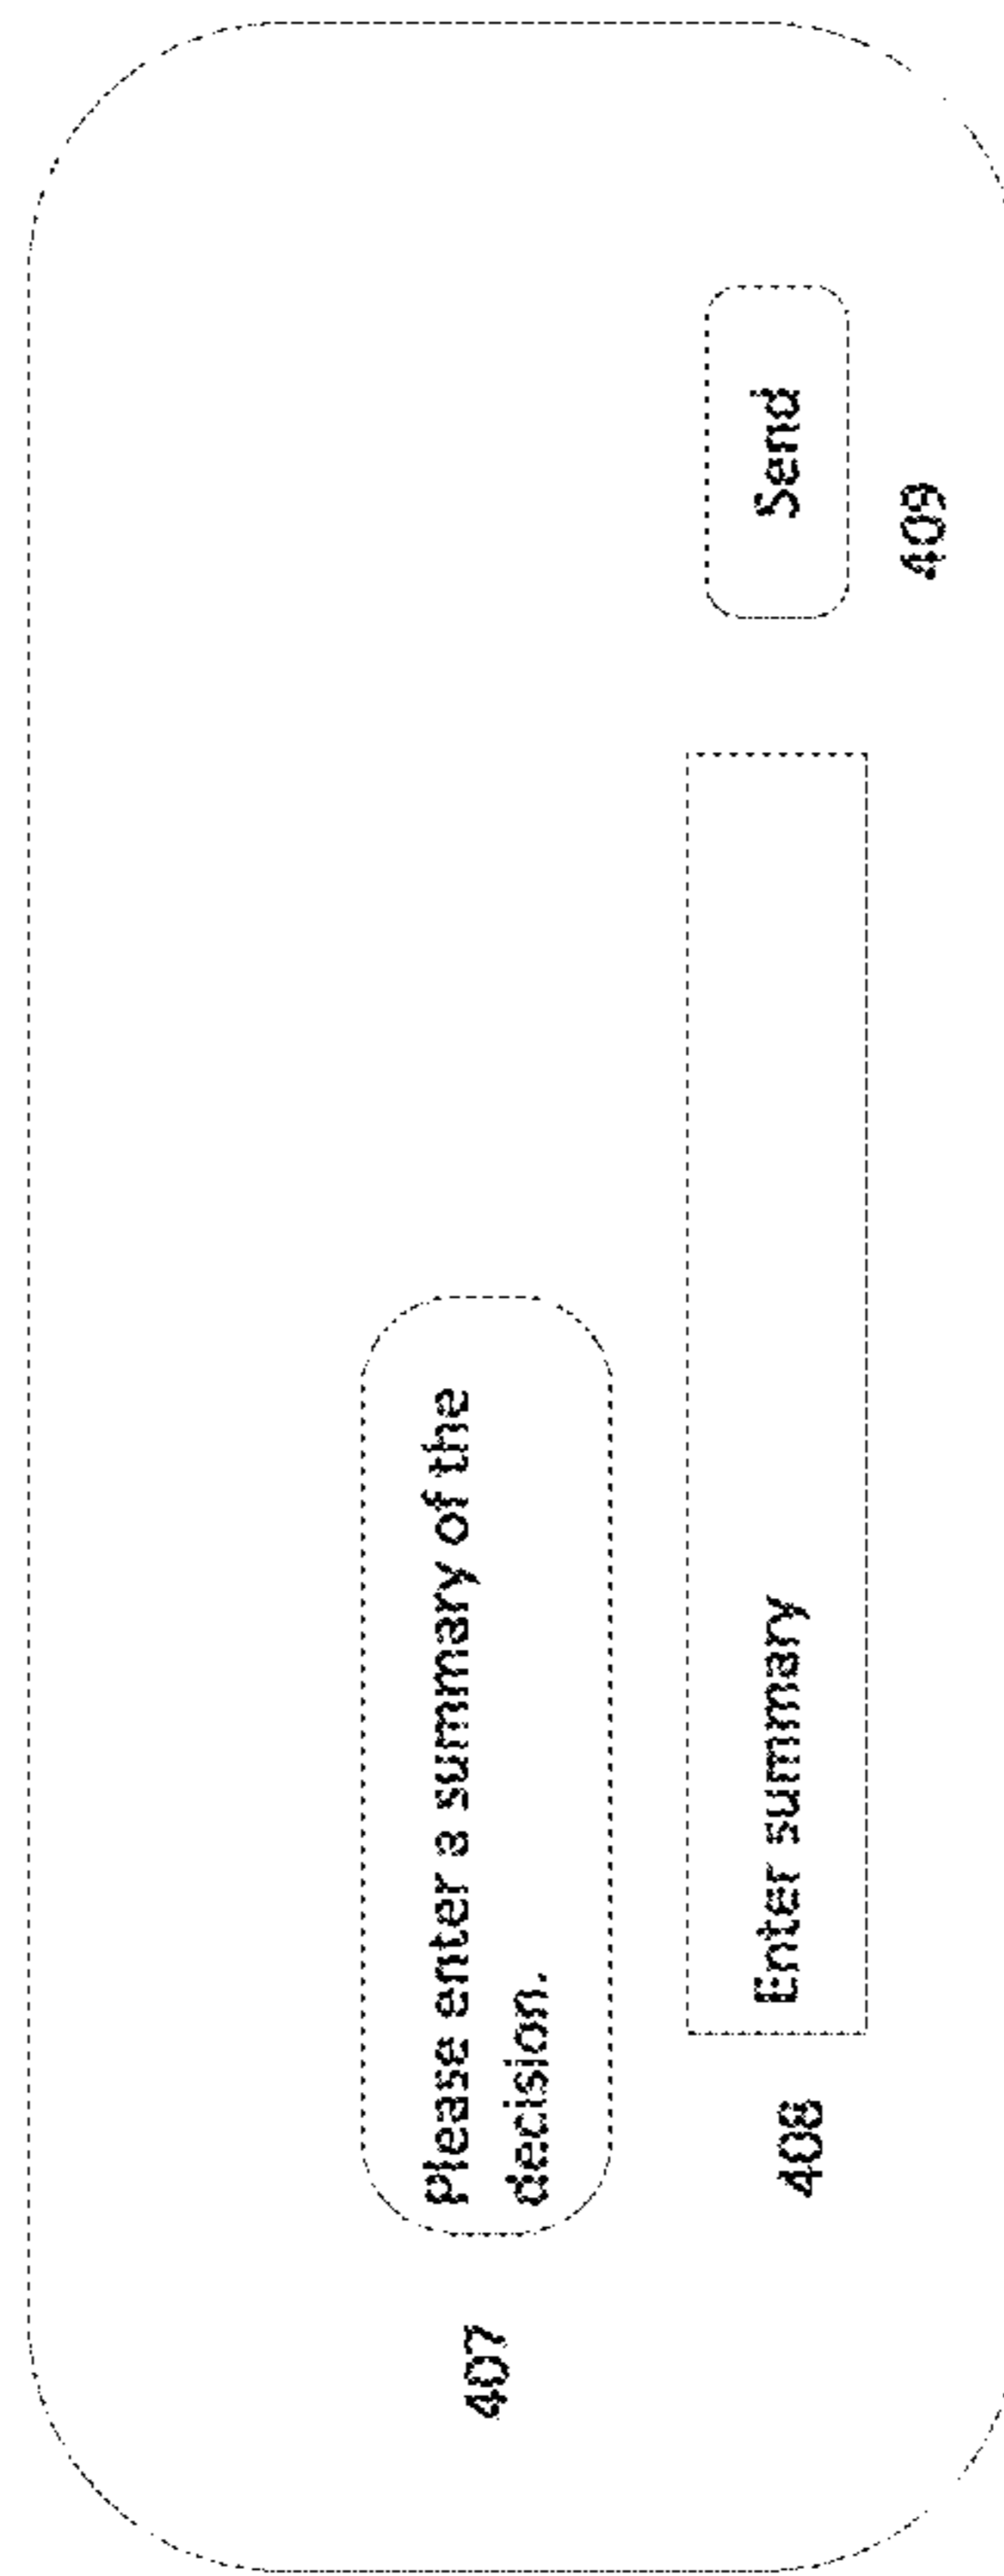 407
Please enter a summary of the
decision.
408
Enter summary
Send
409